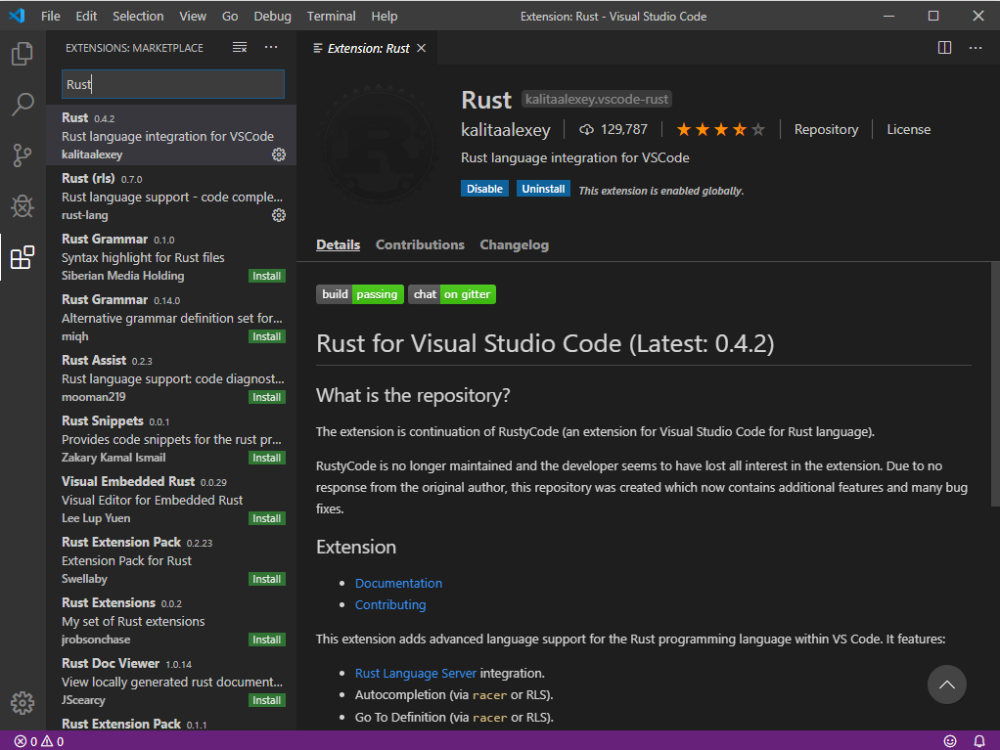 File Edit Selection View Go Debug Terminal Help
Extension: Rust - Visual Studio Code
EXTENSIONS: MARKETPLACE
Rust
Rust 0.4.2
Rust language integration for VSCode
kalitaalexey
Rust (rls) 0.7.0
Rust language support - code comple...
rust-lang
Rust Grammar 0.1.0
Syntax highlight for Rust files
Siberian Media Holding Install
Rust Grammar 0.14.0
Alternative grammar definition set for...
miqh Install
Rust Assist 0.2.3
Rust language support: code diagnost...
mooman219 Install
Rust Snippets 0.0.1
Provides code snippets for the rust pr...
Zakary Kamal Ismail Install
Visual Embedded Rust 0.0.29
Visual Editor for Embedded Rust
Lee Lup Yuen Install
Rust Extension Pack 0.2.23
Extension Pack for Rust
Swellaby Install
Rust Extensions 0.0.2
My set of Rust extensions
jrobsonchase Install
Rust Doc Viewer 1.0.14
View locally generated rust document...
JScearcy Install
Rust Extension Pack 0.1.1
Extension: Rust
R
Rust kalitaalexey.vscode-rust
kalitaalexey 129,787 Repository License
Rust language integration for VSCode
Disable Uninstall This extension is enabled globally.
Details Contributions Changelog
build passing chat on gitter
Rust for Visual Studio Code (Latest: 0.4.2)
What is the repository?
The extension is continuation of RustyCode (an extension for Visual Studio Code for Rust language).
RustyCode is no longer maintained and the developer seems to have lost all interest in the extension. Due to no
response from the original author, this repository was created which now contains additional features and many bug
fixes.
Extension
• Documentation
• Contributing
This extension adds advanced language support for the Rust programming language within VS Code. It features:
• Rust Language Server integration.
• Autocompletion (via racer or RLS).
• Go To Definition (via racer or RLS).
0 0